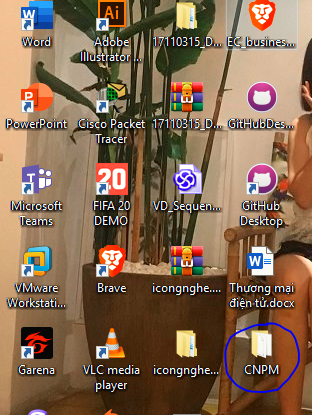 Word
Adobe
Illustrator ...
17110315_D...
EC_busines...
PowerPoint
Cisco Packet
Tracer
17110315_D...
GitHubDes...
Microsoft
Teams
FIFA 20
DEMO
VD_Sequen...
GitHub
Desktop
VMware
Workstati...
Brave
icongnghe....
Thương mại
điện tử.docx
Garena
VLC media
player
icongnghe....
CNPM